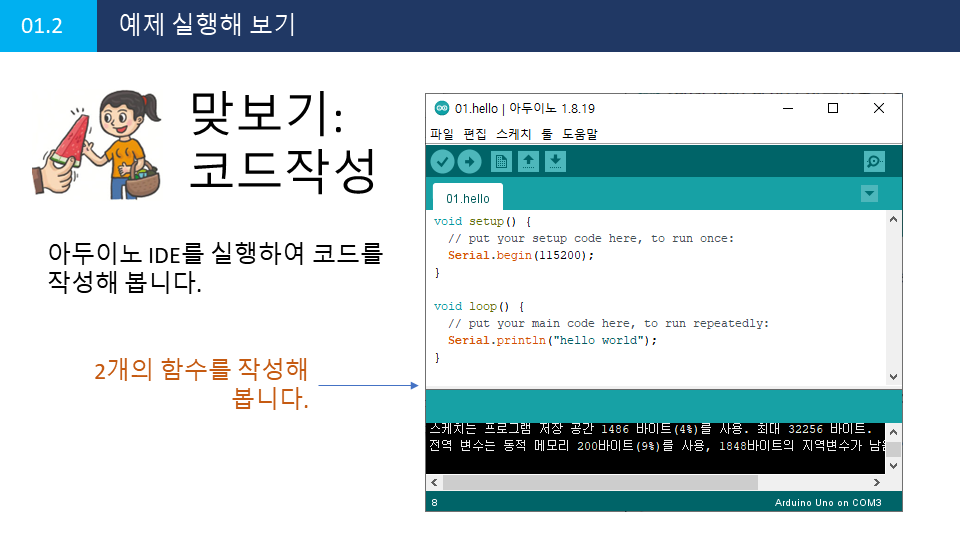 01.2
예제 실행해 보기
맞보기:
코드작성
아두이노 IDE를 실행하여 코드를
작성해 봅니다.
2개의 함수를 작성해
봅니다.
01.hello | 아두이노 1.8.19
파일 편집 스케치 툴 도움말
01.hello
void setup() {
// put your setup code here, to run once:
Serial.begin(115200);
}
void loop() {
// put your main code here, to run repeatedly:
Serial.println("hello world");
}
스케치는 프로그램 저장 공간 1486 바이트(4%)를 사용. 최대 32256 바이트.
전역 변수는 동적 메모리 200바이트(9%)를 사용, 1848바이트의 지역변수가 남음
8
Arduino Uno on COM3